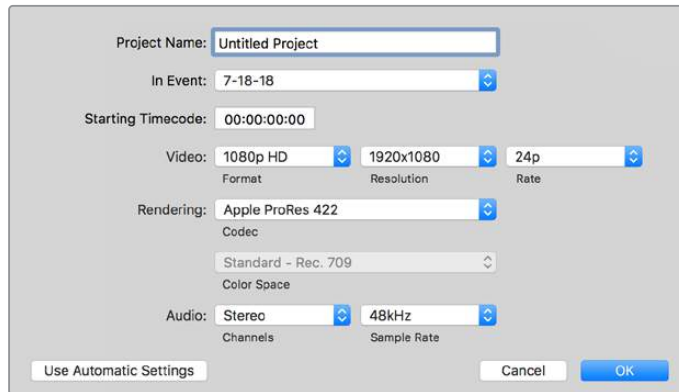 Project Name: Untitled Project
In Event: 7-18-18
Starting Timecode: 00:00:00:00
Video: 1080p HD 1920x1080 24p
Format Resolution Rate
Rendering: Apple ProRes 422
Codec
Standard - Rec. 709
Color Space
Audio: Stereo 48kHz
Channels Sample Rate
Use Automatic Settings Cancel OK